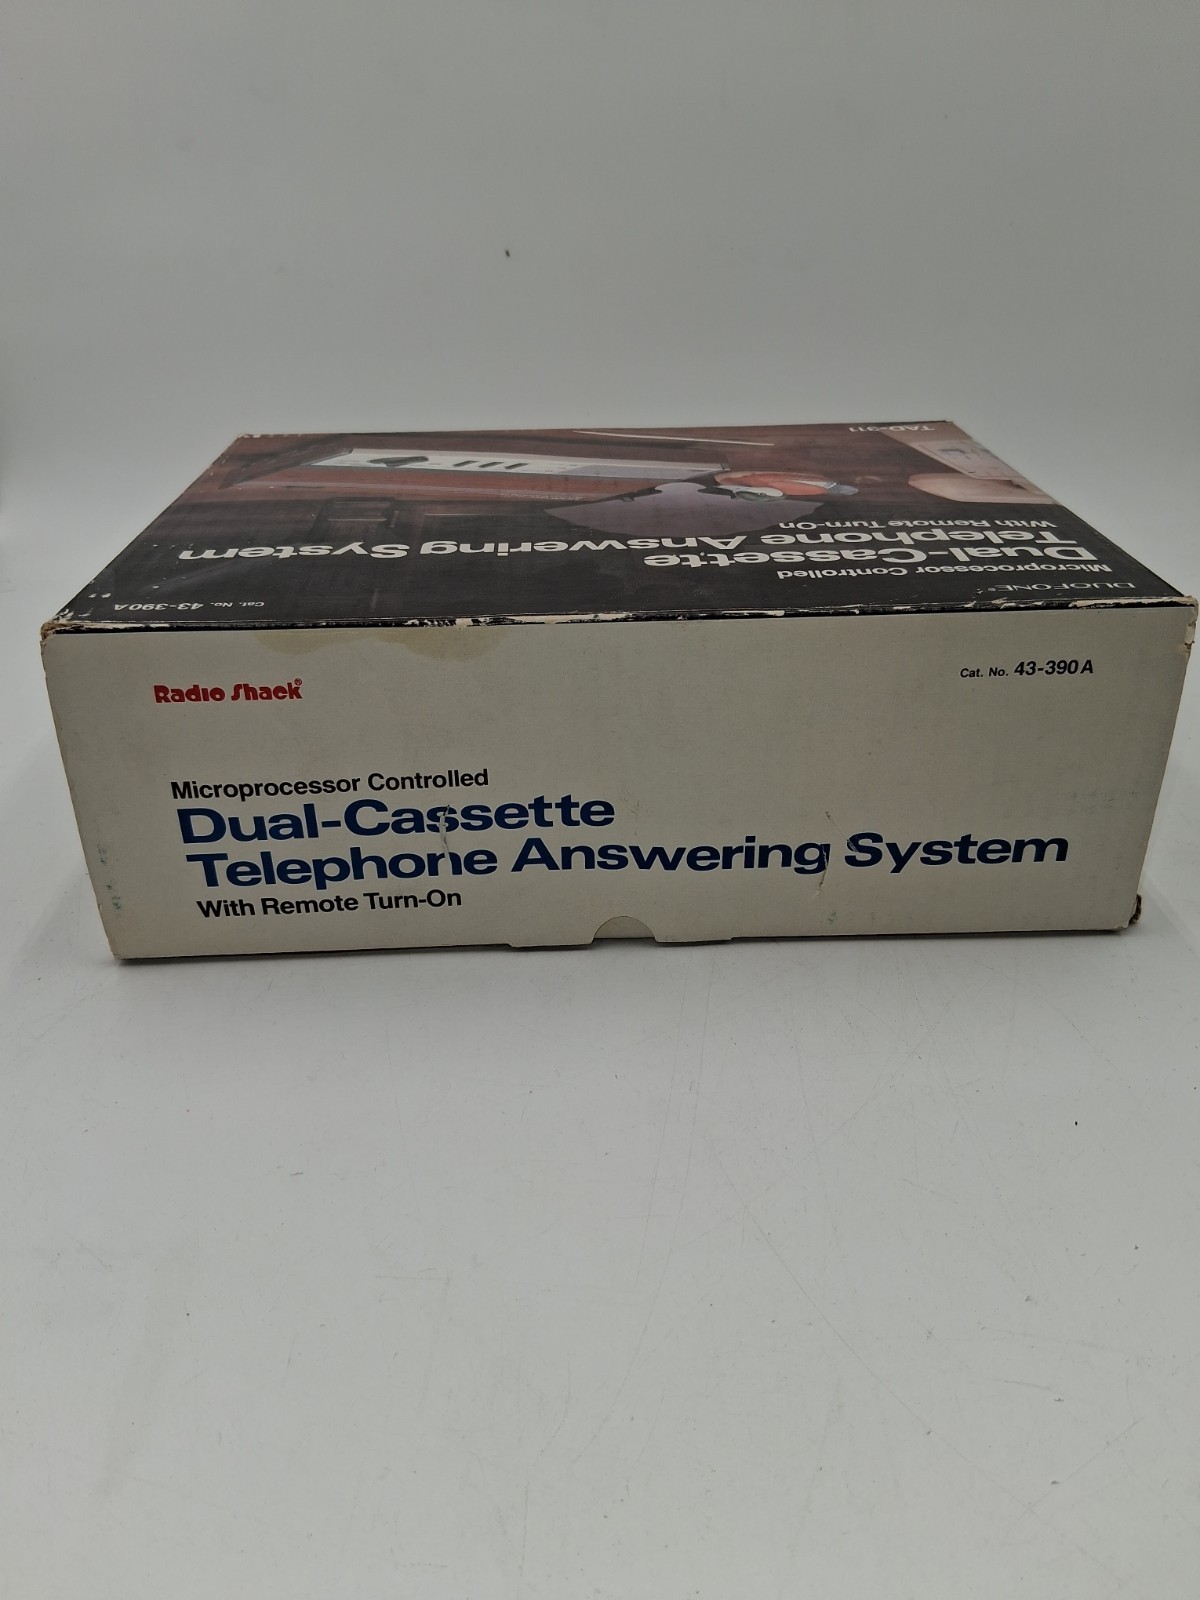 TAD-311
With Remote Turn-On
Telephone Answering System
Dual-Cassette
Microprocessor Controlled
DUOFONE®
Cat. No. 43-390A
Radio Shack®
Cat. No. 43-390A
Microprocessor Controlled
Dual-Cassette
Telephone Answering System
With Remote Turn-On